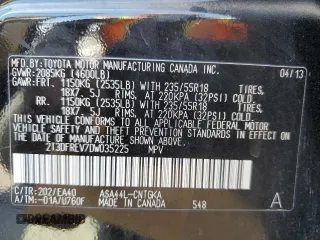 MFD.BY:TOYOTA MOTOR MANUFACTURING CANADA INC.
GVWR:2085KG (4600LB) 04/13
GAWR:FRT. 1150KG (2535LB) WITH 235/55R18 TIRES,
18X7.5J RIMS, AT 220KPA (32PSI) COLD
RR. 1150KG (2535LB) WITH 235/55R18 TIRES,
18X7.5J RIMS, AT 220KPA (32PSI) COLD
THIS VEHICLE CONFORMS TO ALL APPLICABLE
FEDERAL MOTOR VEHICLE SAFETY STANDARDS IN EFFECT ON
THE DATE OF MANUFACTURE SHOWN ABOVE.
2T3DFREV7DW035225 MPV
C/TR:202/EA40 ASA44L-CNTGKA
A/TM:-01A/U760F MADE IN CANADA 548 A